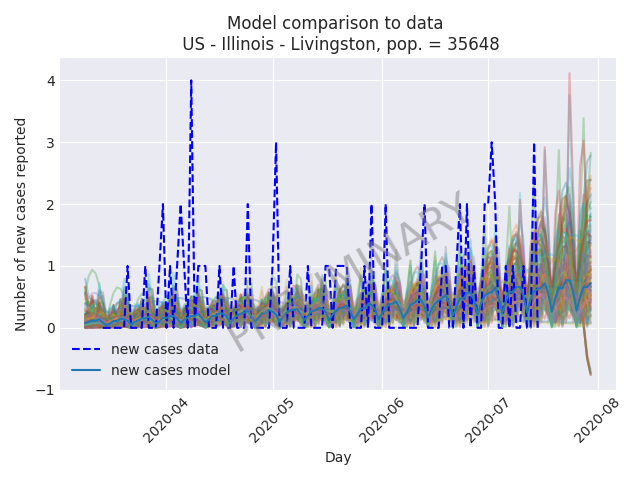 Model comparison to data
US - Illinois - Livingston, pop. = 35648
Number of new cases reported
4
3
2
1
0
−1
PRELIMINARY
new cases data
new cases model
2020-04
2020-05
2020-06
2020-07
2020-08
Day